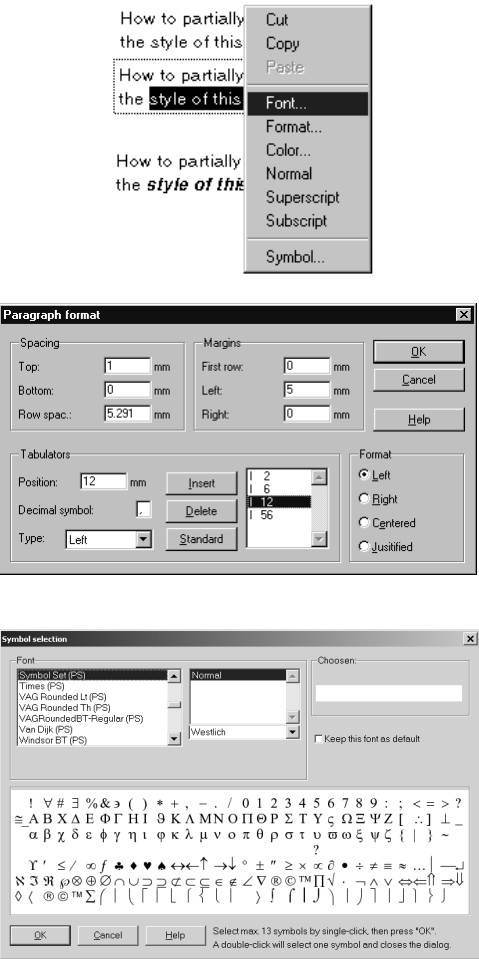 How to partially
the style of this
How to partially
the style of this
How to partially
the style of this
Cut
Copy
Paste
Font...
Format...
Color...
Normal
Superscript
Subscript
Symbol...
Paragraph format
Spacing
Top: 1 mm
Bottom: 0 mm
Row spac.: 5.291 mm
Margins
First row: 0 mm
Left: 5 mm
Right: 0 mm
OK
Cancel
Help
Tabulators
Position: 12 mm
Decimal symbol: ,
Type: Left
Insert
Delete
Standard
2
6
12
56
Format
Left
Right
Centered
Jusitified
Symbol selection
Font
Symbol Set (PS)
Times (PS)
VAG Rounded Lt (PS)
VAG Rounded Th (PS)
VAGRoundedBT-Regular (PS)
Van Dijk (PS)
Windsor BT (PS)
Normal
Westlich
Choosen:
Keep this font as default
! ∀ # ∃ % & ϶ ( ) * + , − . / 0 1 2 3 4 5 6 7 8 9 : ; < = > ?
≅ Α Β Χ Δ Ε Φ Γ Η Ι ϑ Κ Λ Μ Ν Ο Π Θ Ρ Σ Τ Υ ς Ω Ξ Ψ Ζ [ ∴ ] ⊥ _
α β χ δ ε ϕ γ η ι φ κ λ μ ν ο π θ ρ σ τ υ ϖ ω ξ ψ ζ { | } ~
?
ϒ ′ ≤ ⁄ ∞ ƒ ♣ ♦ ♥ ♠ ↔ ← ↑ → ↓ ° ± ″ ≥ × ∝ ∂ • ÷ ≠ ≡ ≈ …
ℵ ℑ ℜ ℘ ⊗ ⊕ ∅ ∩ ∪ ⊃ ⊇ ⊄ ⊂ ⊆ ∈ ∉ ∠ ∇ ® © ™ ∏ √ ⋅ ¬ ∧ ∨ ⇔ ⇐ ⇑ ⇒ ⇓
◊ 〈 ® © ™ ∑
OK
Cancel
Help
Select max. 13 symbols by single-click, then press "OK".
A double-click will select one symbol and closes the dialog.